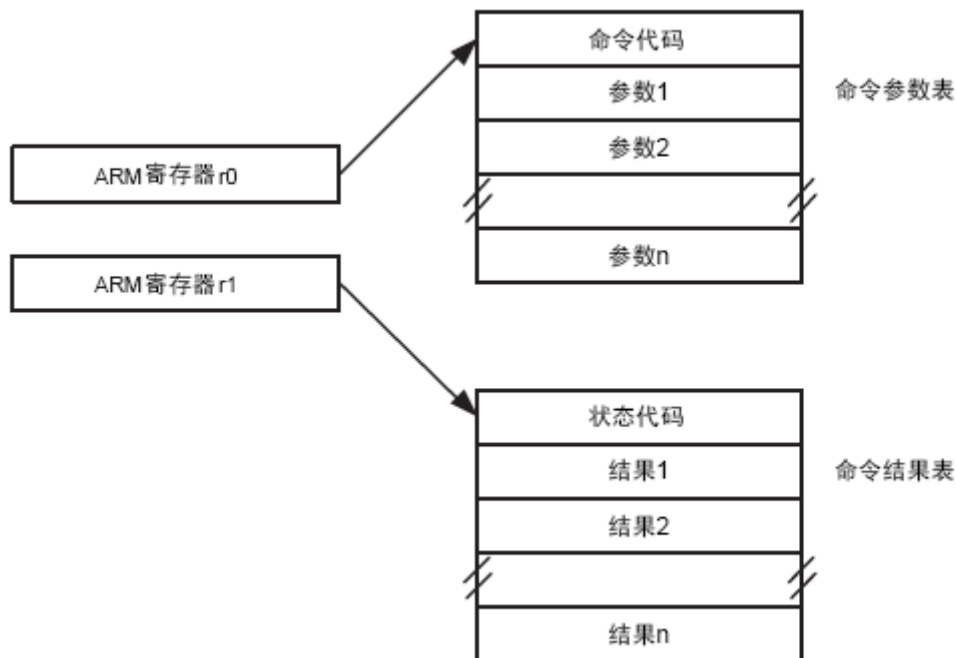 命令代码
参数1
命令参数表
参数2
ARM寄存器r0
参数n
ARM寄存器r1
状态代码
结果1
命令结果表
结果2
结果n